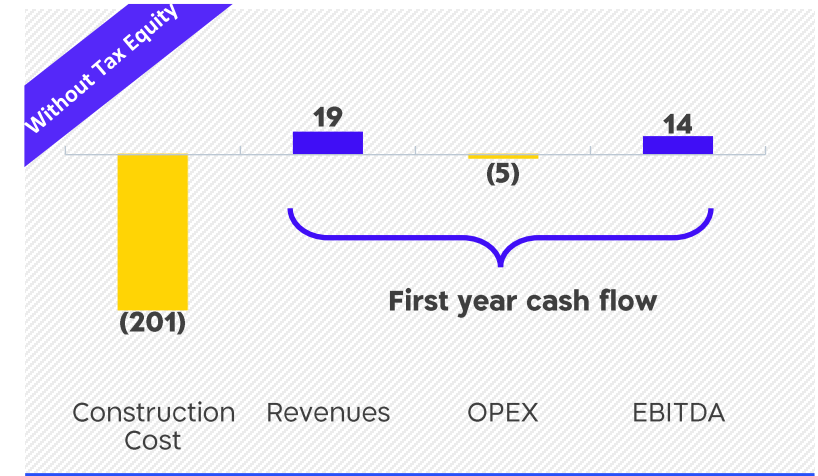 Without Tax Equity
19
14
(5)
First year cash flow
(201)
Construction
Cost
Revenues
OPEX
EBITDA